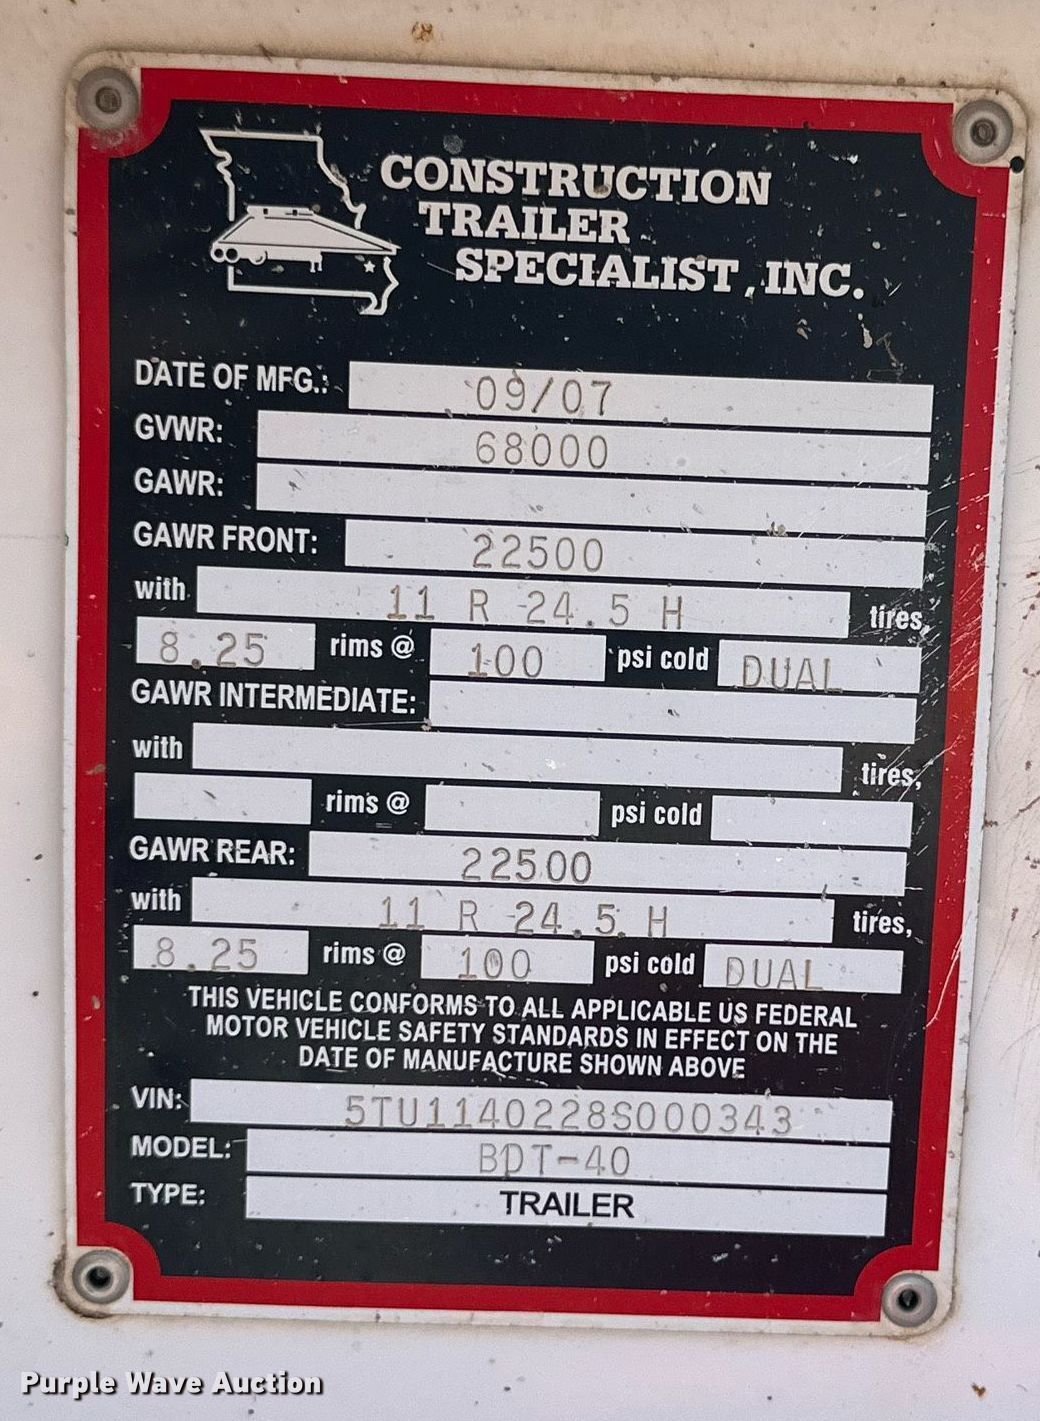 CONSTRUCTION
TRAILER
SPECIALIST, INC.
DATE OF MFG.: 09/07
GVWR: 68000
GAWR:
GAWR FRONT: 22500
with 11 R 24.5 H tires,
8.25 rims @ 100 psi cold DUAL
GAWR INTERMEDIATE:
with tires,
rims @ psi cold
GAWR REAR: 22500
with 11 R 24.5 H tires,
8.25 rims @ 100 psi cold DUAL
THIS VEHICLE CONFORMS TO ALL APPLICABLE US FEDERAL
MOTOR VEHICLE SAFETY STANDARDS IN EFFECT ON THE
DATE OF MANUFACTURE SHOWN ABOVE
VIN: 5TU1140228S000343
MODEL: BDT-40
TYPE: TRAILER
Purple Wave Auction